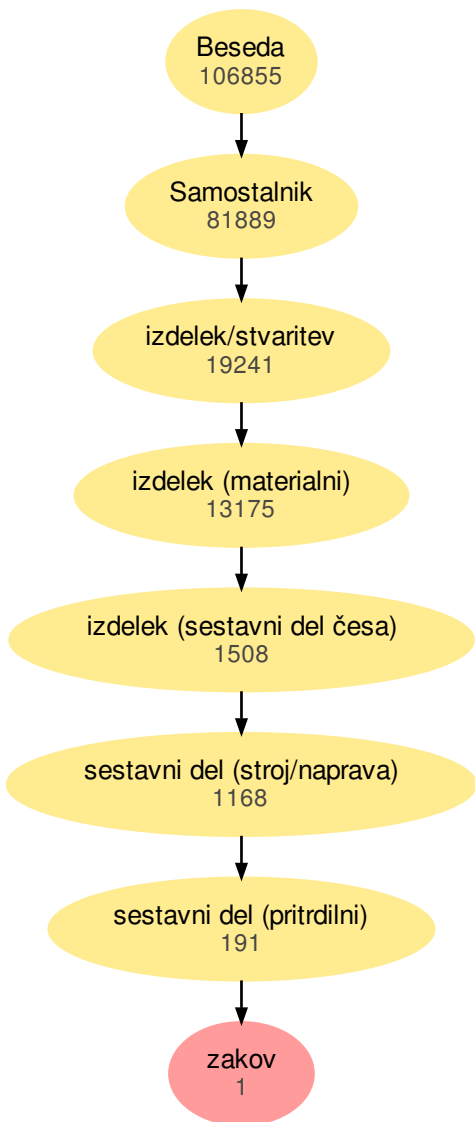 Beseda
106855
Samostalnik
81889
izdelek/stvaritev
19241
izdelek (materialni)
13175
izdelek (sestavni del česa)
1508
sestavni del (stroj/naprava)
1168
sestavni del (pritrdilni)
191
zakov
1